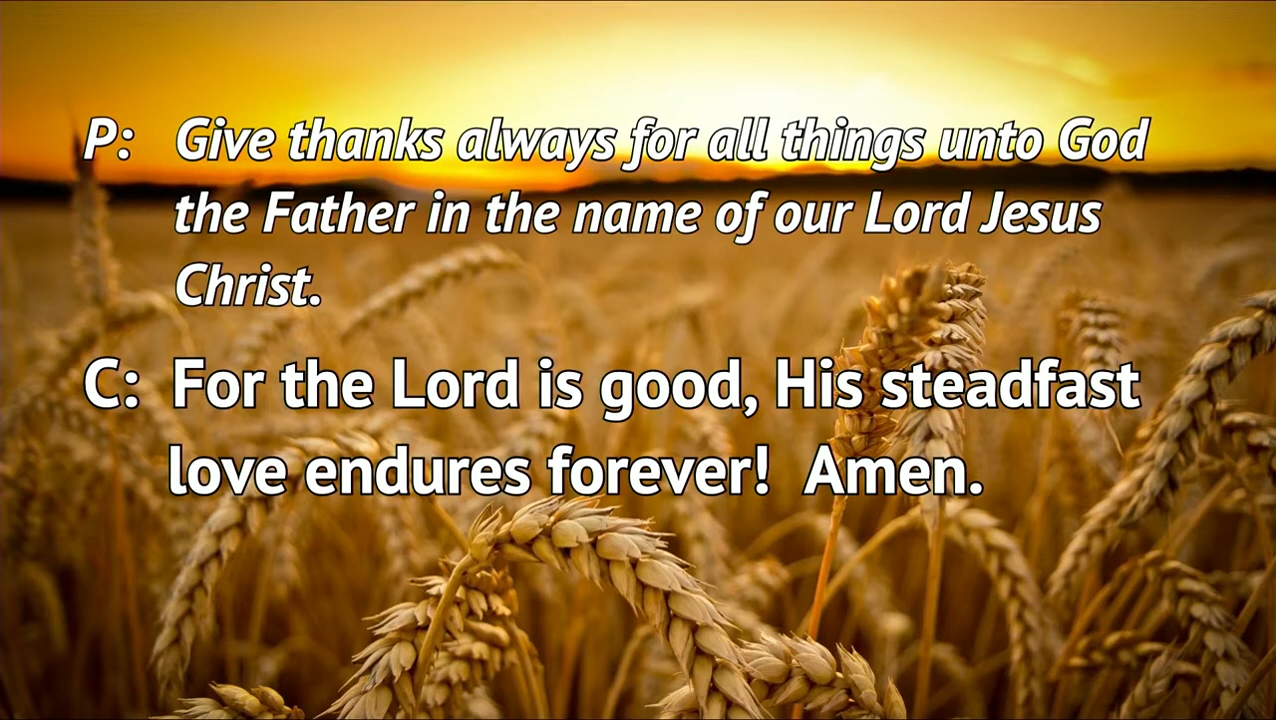 P: Give thanks always for all things unto God
the Father in the name of our Lord Jesus
Christ.
C: For the Lord is good, His steadfast
love endures forever! Amen.